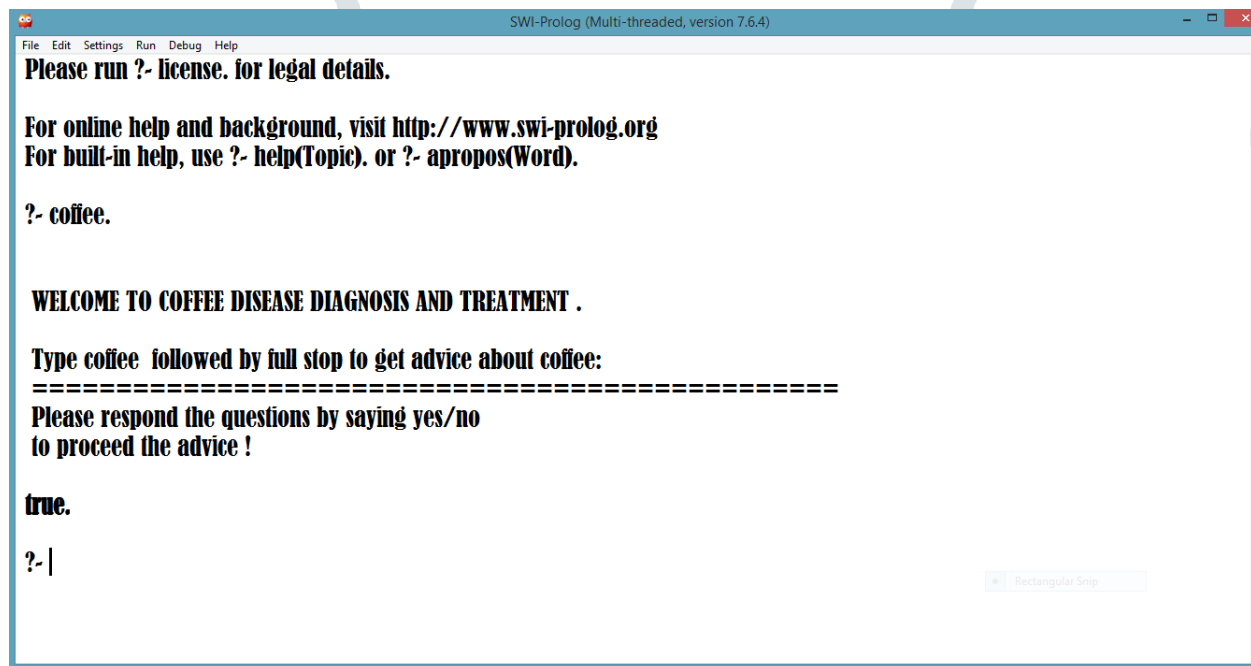 SWI-Prolog (Multi-threaded, version 7.6.4)
File Edit Settings Run Debug Help
Please run ?- license. for legal details.
For online help and background, visit http://www.swi-prolog.org
For built-in help, use ?- help(Topic). or ?- apropos(Word).
?- coffee.
WELCOME TO COFFEE DISEASE DIAGNOSIS AND TREATMENT .
Type coffee  followed by full stop to get advice about coffee:
================================================
Please respond the questions by saying yes/no
to proceed the advice !
true.
?-
Rectangular Snip